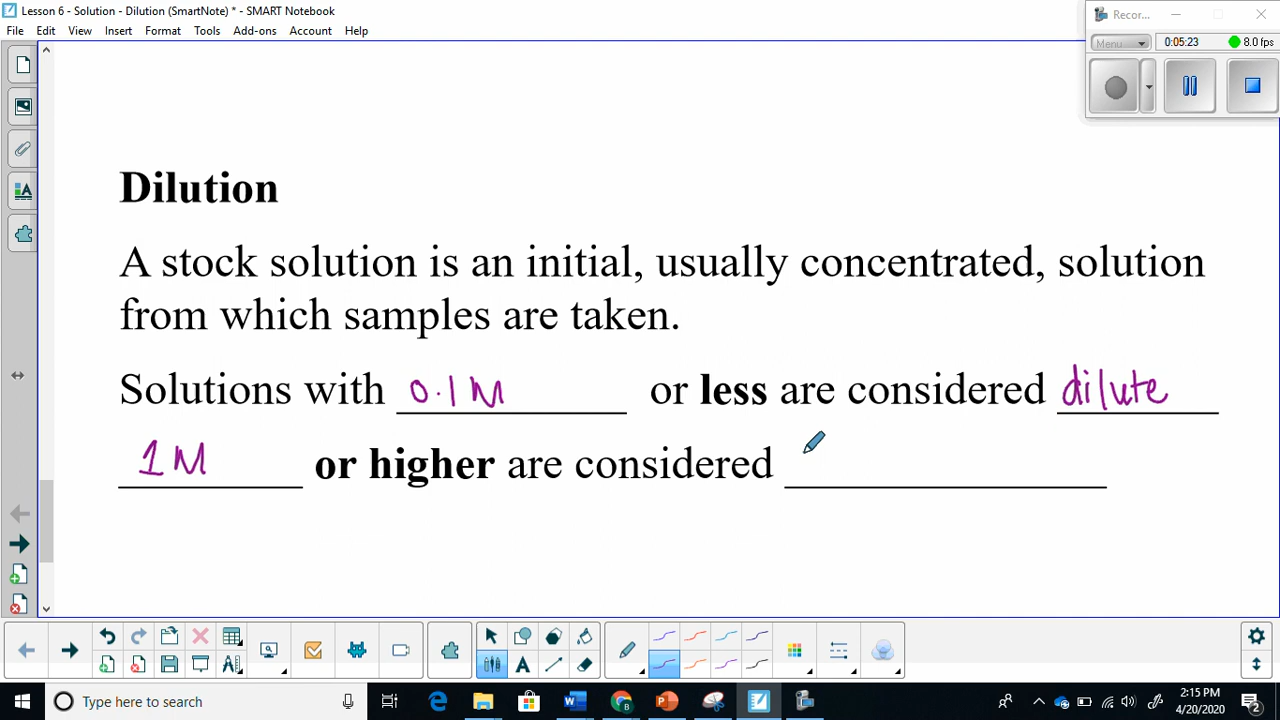 Lesson 6 - Solution - Dilution (SmartNote) * - SMART Notebook
Recor...
File Edit View Insert Format Tools Add-ons Account Help
Menu 0:05:23 8.0 fps
Dilution
A stock solution is an initial, usually concentrated, solution
from which samples are taken.
Solutions with 0.1M or less are considered dilute
1M or higher are considered
Type here to search
2:15 PM
4/20/2020
2